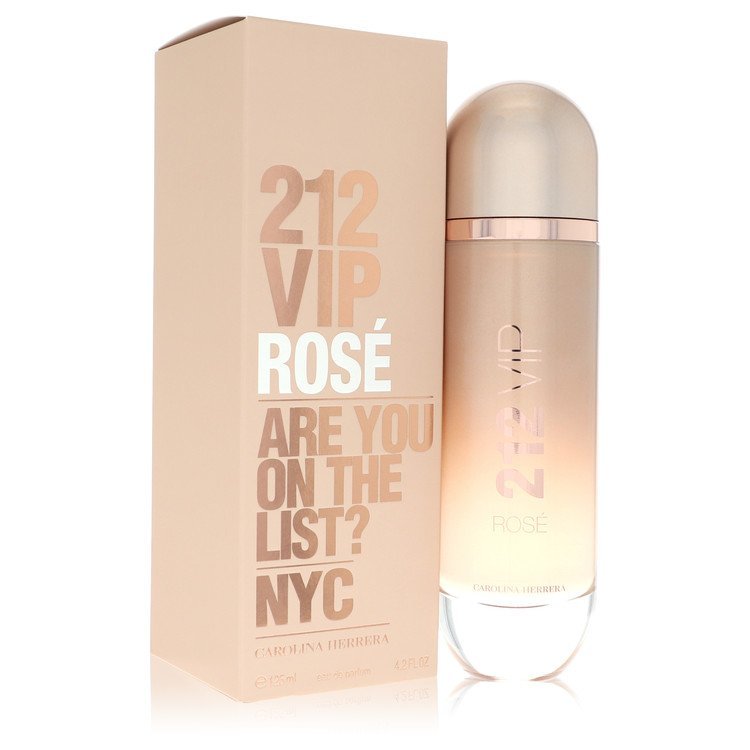 212
VIP
ROSÉ
ARE YOU
ON THE
LIST?
NYC
CAROLINA HERRERA
℮ 125 ml eau de parfum 4.2 FL OZ
212 VIP
ROSÉ
CAROLINA HERRERA